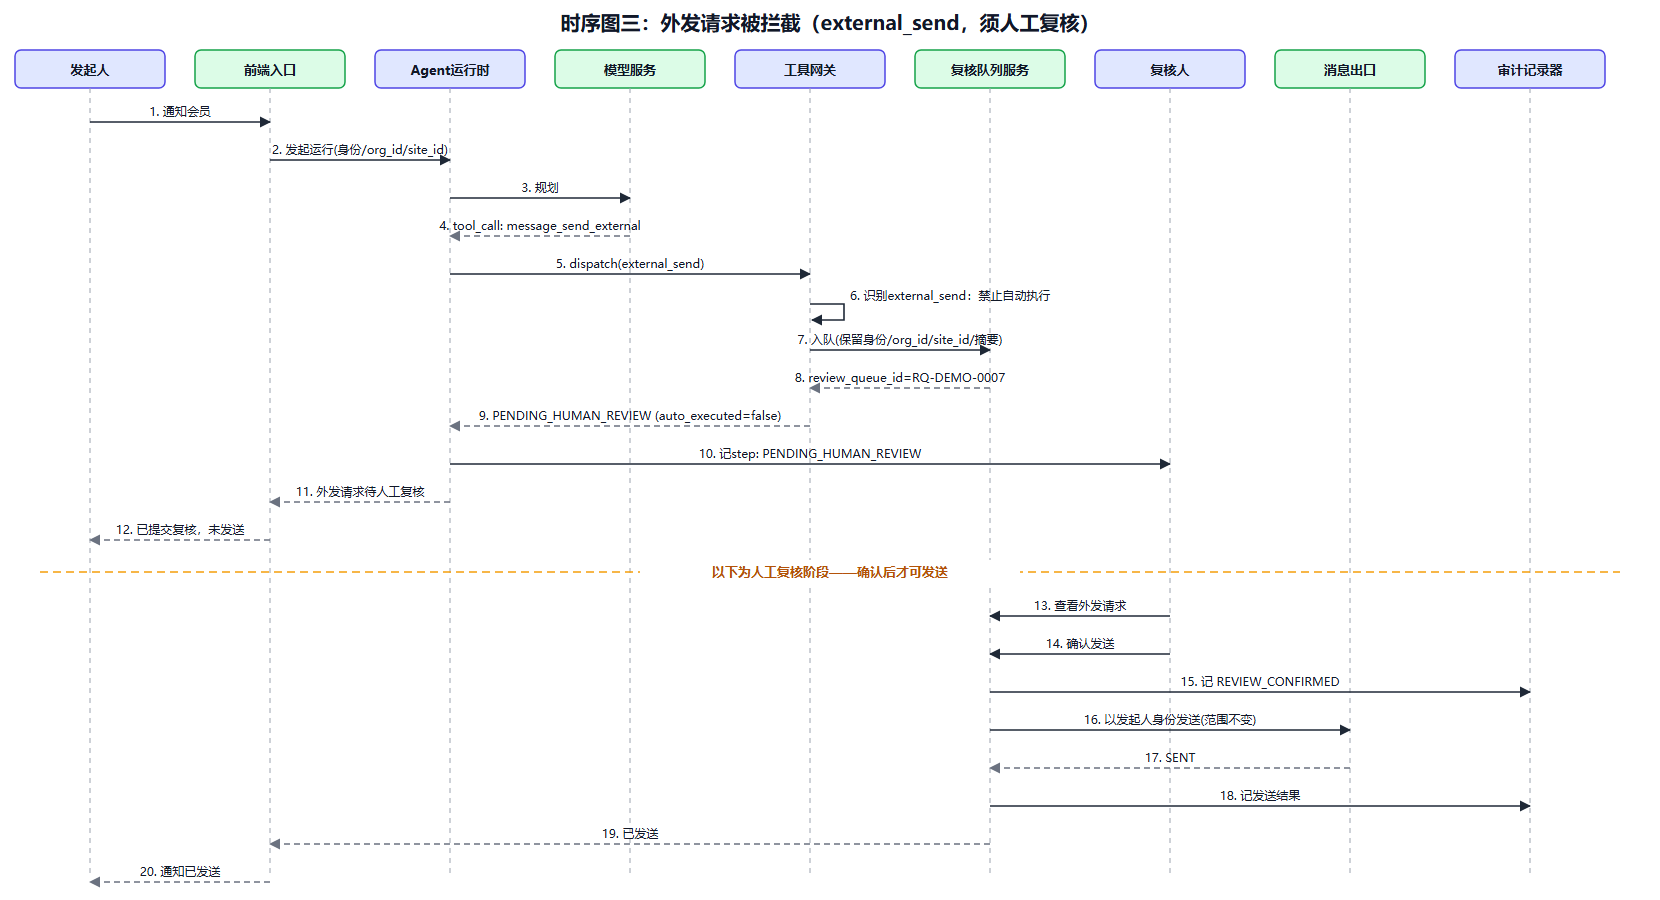 时序图三：外发请求被拦截（external_send，须人工复核）
发起人
前端入口
Agent运行时
模型服务
工具网关
复核队列服务
复核人
消息出口
审计记录器
1. 通知会员
2. 发起运行(身份/org_id/site_id)
3. 规划
4. tool_call: message_send_external
5. dispatch(external_send)
6. 识别external_send：禁止自动执行
7. 入队(保留身份/org_id/site_id/摘要)
8. review_queue_id=RQ-DEMO-0007
9. PENDING_HUMAN_REVIEW (auto_executed=false)
10. 记step: PENDING_HUMAN_REVIEW
11. 外发请求待人工复核
12. 已提交复核，未发送
以下为人工复核阶段——确认后才可发送
13. 查看外发请求
14. 确认发送
15. 记 REVIEW_CONFIRMED
16. 以发起人身份发送(范围不变)
17. SENT
18. 记发送结果
19. 已发送
20. 通知已发送